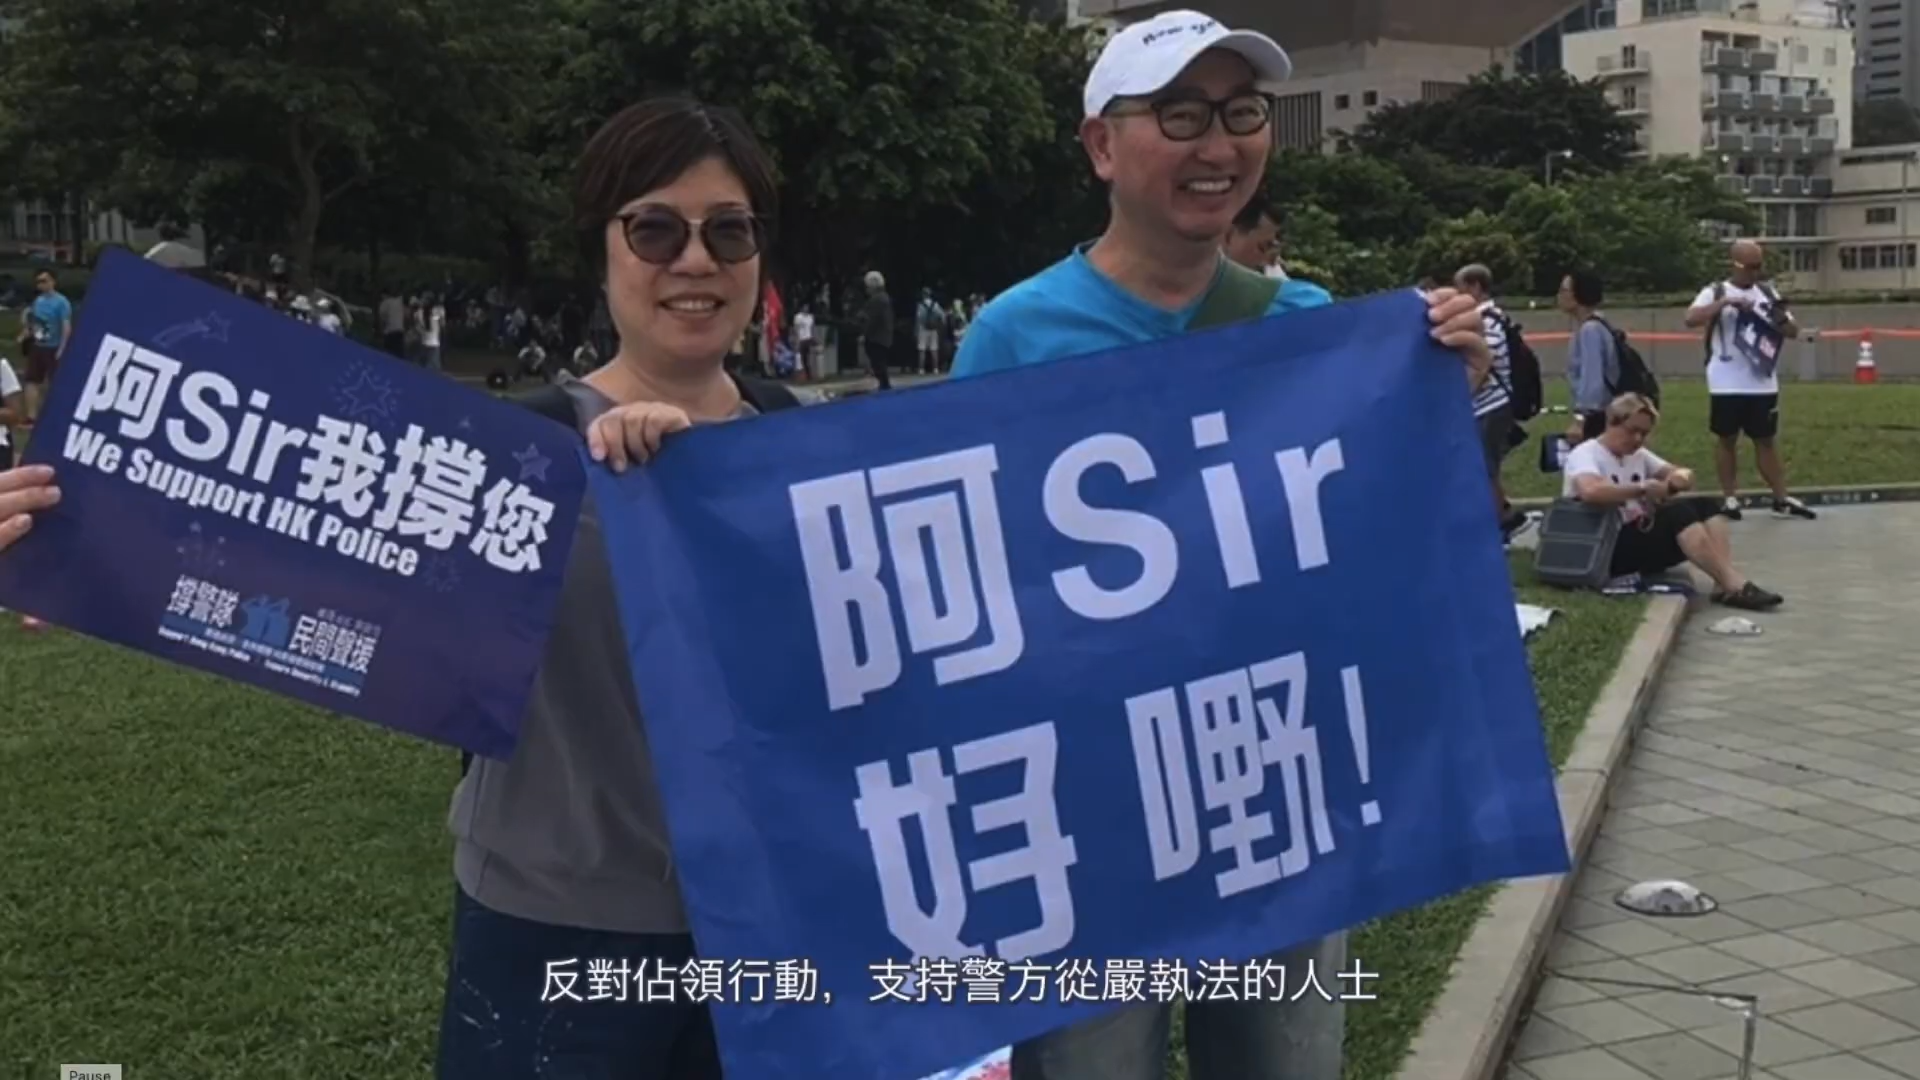 阿Sir我撐您
We Support HK Police
撐警隊
民間聲援
阿Sir
好嘢!
反對佔領行動，支持警方從嚴執法的人士
Pause